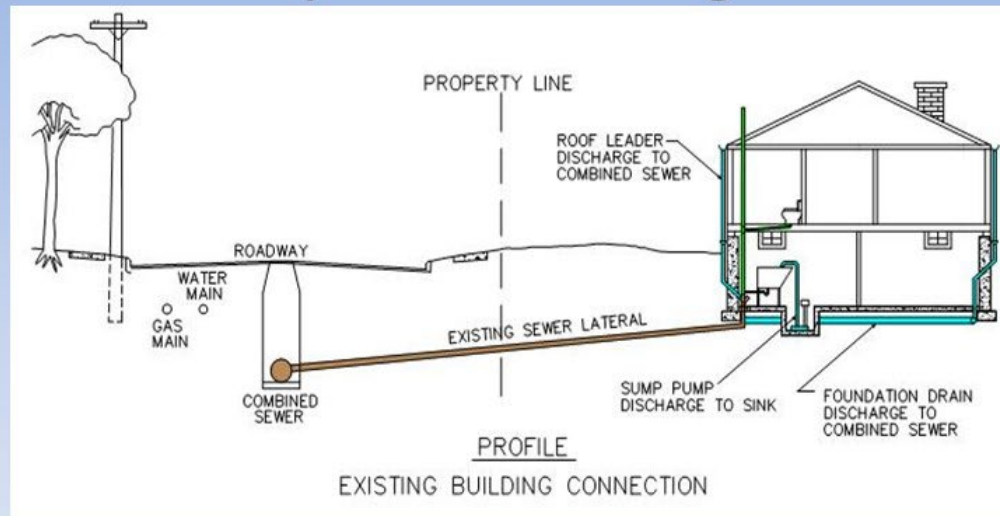 PROPERTY LINE
ROOF LEADER
DISCHARGE TO
COMBINED SEWER
ROADWAY
WATER
MAIN
GAS
MAIN
EXISTING SEWER LATERAL
COMBINED
SEWER
SUMP PUMP
DISCHARGE TO SINK
FOUNDATION DRAIN
DISCHARGE TO
COMBINED SEWER
PROFILE
EXISTING BUILDING CONNECTION